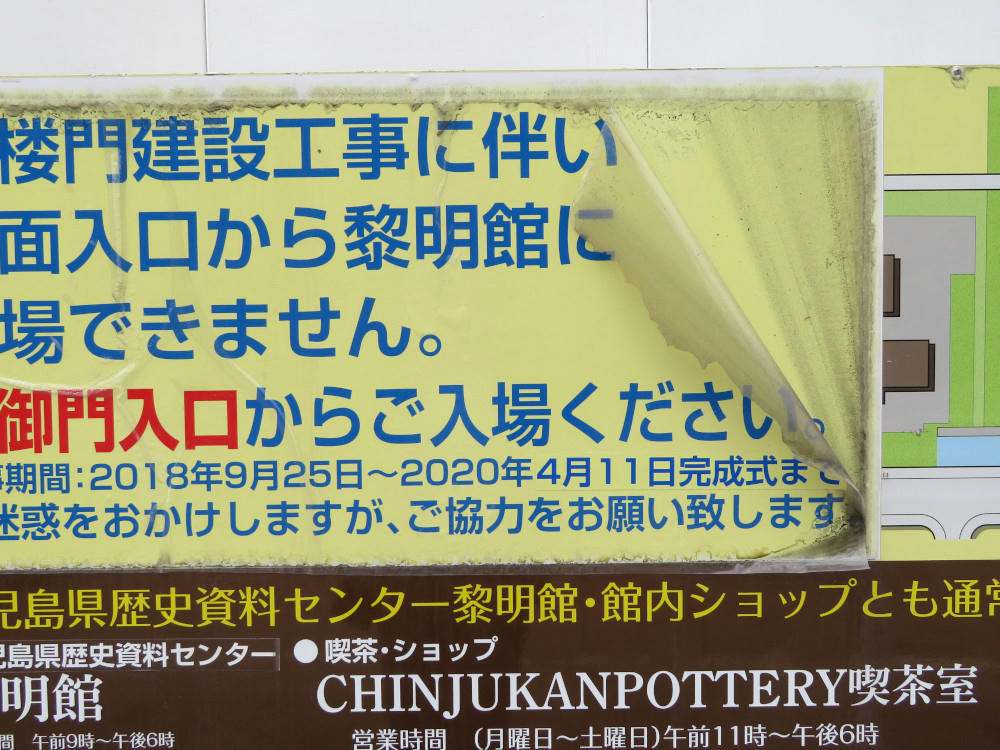 楼門建設工事に伴い
面入口から黎明館に
場できません。
御門入口からご入場ください。
事期間：2018年9月25日～2020年4月11日完成式まで
迷惑をおかけしますが、ご協力をお願い致します
児島県歴史資料センター黎明館・館内ショップとも通常
児島県歴史資料センター
明館
間 午前9時～午後6時
●喫茶・ショップ
CHINJUKANPOTTERY喫茶室
営業時間 （月曜日～土曜日）午前11時～午後6時